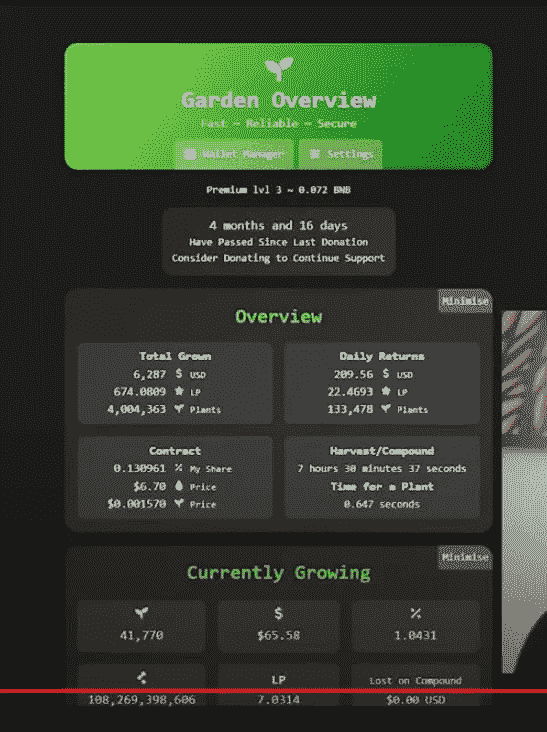 Garden Overview
Fast — Reliable — Secure
Wallet Manager
Settings
Premium lvl 3 ~ 0.072 BNB
4 months and 16 days
Have Passed Since Last Donation
Consider Donating to Continue Support
Minimise
Overview
Total Grown
6,287 $ USD
674.0809 LP
4,004,363 Plants
Daily Returns
209.56 $ USD
22.4693 LP
133,478 Plants
Contract
0.130961 % My Share
$6.70 Price
$0.001570 Price
Harvest/Compound
7 hours 30 minutes 37 seconds
Time for a Plant
0.647 seconds
Minimise
Currently Growing
41,770
$
$65.58
%
1.0431
108,269,398,606
LP
7.0314
Lost on Compound
$0.00 USD